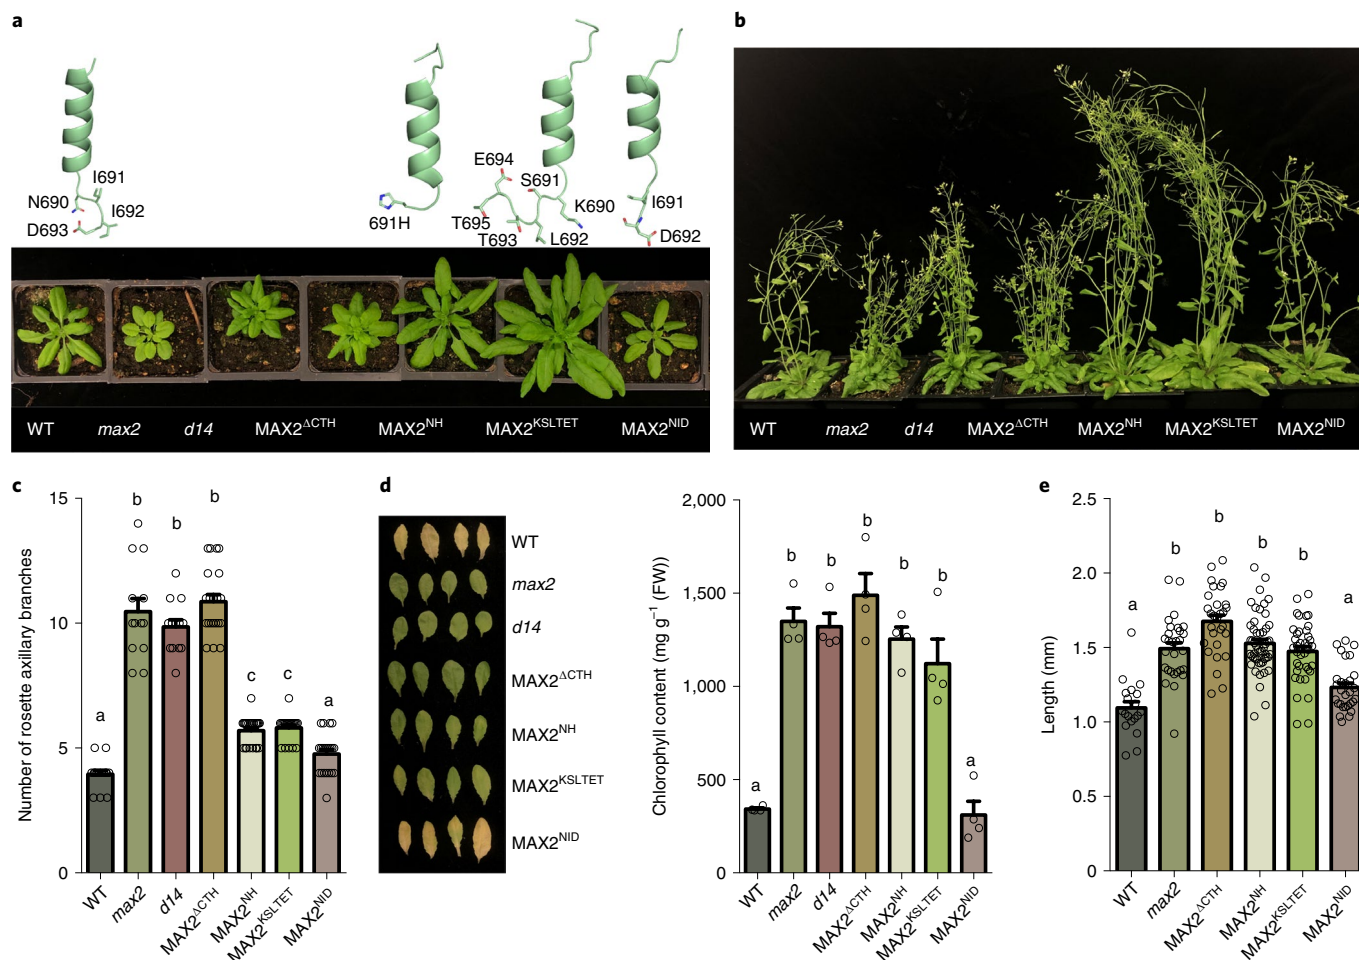 a
E694
S691
K690
I691
N690
I692
D693
691H
T695
T693
L692
I691
D692
WT max2 d14 MAX2ΔCTH MAX2NH MAX2KSLTET MAX2NID
b
WT max2 d14 MAX2ΔCTH MAX2NH MAX2KSLTET MAX2NID
c
Number of rosette axillary branches
15
10
5
0
b
b
b
a
c
c
a
WT
max2
d14
MAX2ΔCTH
MAX2NH
MAX2KSLTET
MAX2NID
d
WT
max2
d14
MAX2ΔCTH
MAX2NH
MAX2KSLTET
MAX2NID
Chlorophyll content (mg g−1 (FW))
2,000
1,500
1,000
500
0
a
b
b
b
b
b
a
WT
max2
d14
MAX2ΔCTH
MAX2NH
MAX2KSLTET
MAX2NID
e
Length (mm)
2.5
2.0
1.5
1.0
0.5
0
a
b
b
b
b
a
WT
max2
MAX2ΔCTH
MAX2NH
MAX2KSLTET
MAX2NID